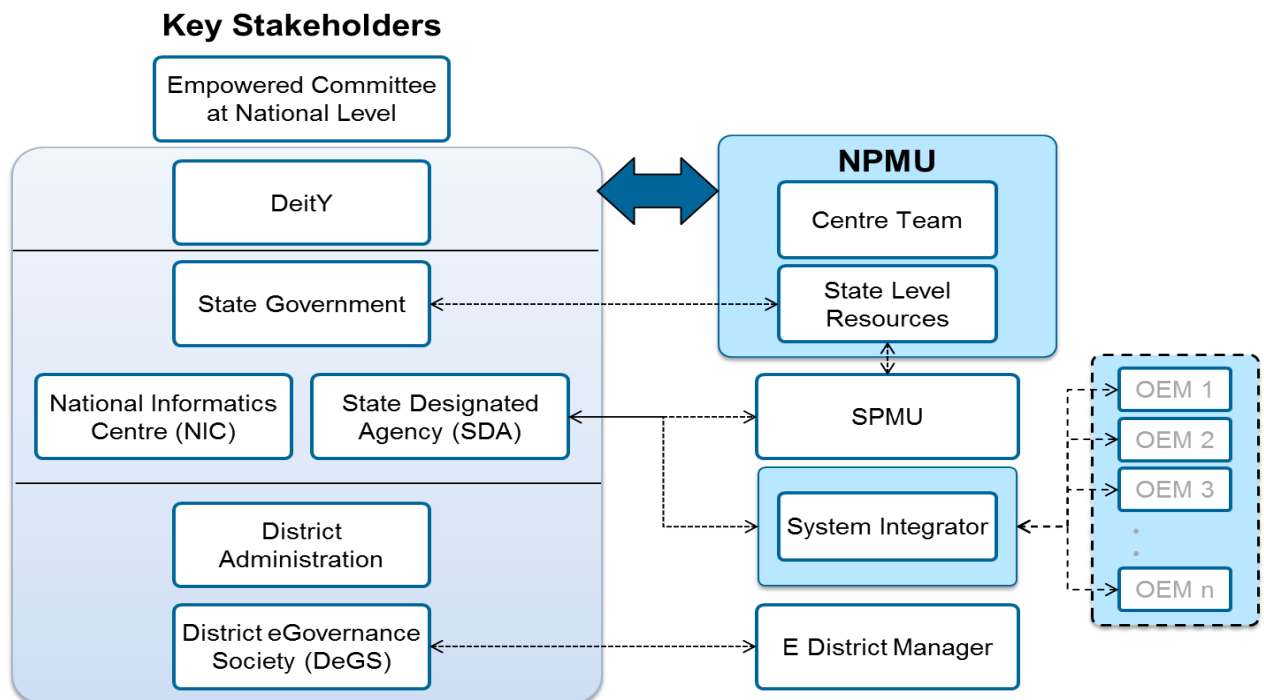 Key Stakeholders
Empowered Committee
at National Level
DeitY
State Government
National Informatics
Centre (NIC)
State Designated
Agency (SDA)
District
Administration
District eGovernance
Society (DeGS)
NPMU
Centre Team
State Level
Resources
SPMU
System Integrator
E District Manager
OEM 1
OEM 2
OEM 3
.
.
OEM n